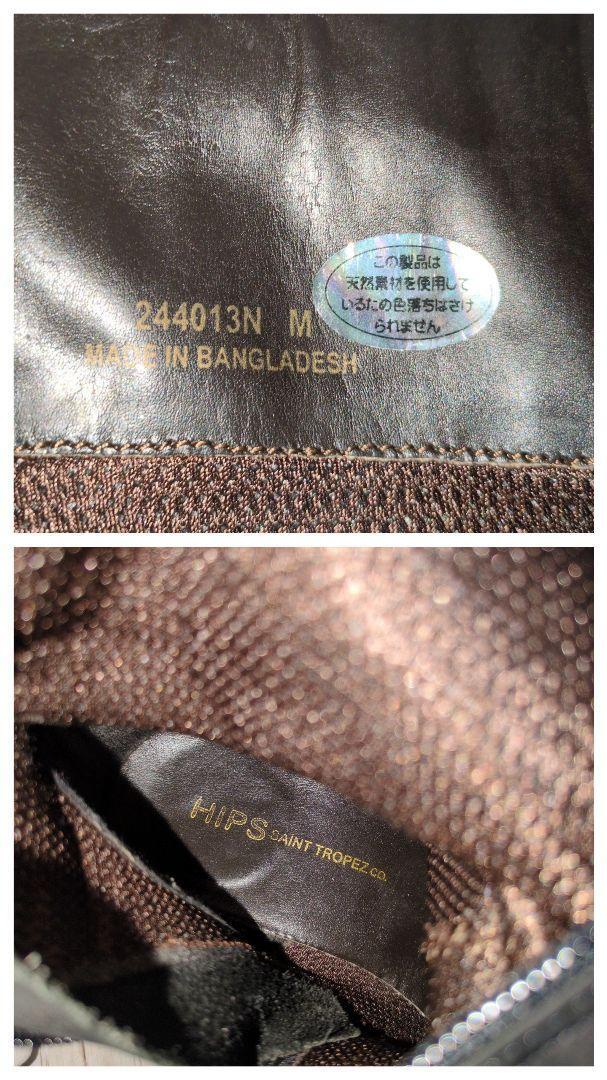 この製品は
天然素材を使用して
いるため色落ちはさけ
られません
244013N M
MADE IN BANGLADESH
HIPS SAINT TROPEZ.CO.